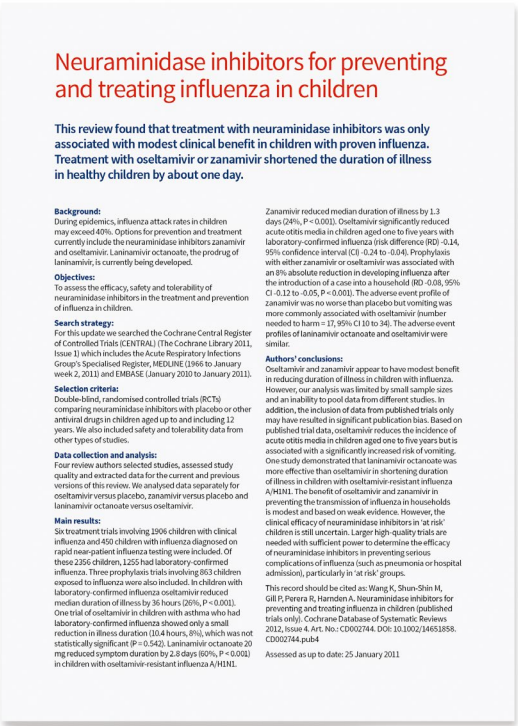 Neuraminidase inhibitors for preventing
and treating influenza in children
This review found that treatment with neuraminidase inhibitors was only
associated with modest clinical benefit in children with proven influenza.
Treatment with oseltamivir or zanamivir shortened the duration of illness
in healthy children by about one day.
Background:
During epidemics, influenza attack rates in children
may exceed 40%. Options for prevention and treatment
currently include the neuraminidase inhibitors zanamivir
and oseltamivir. Laninamivir octanoate, the prodrug of
laninamivir, is currently being developed.
Objectives:
To assess the efficacy, safety and tolerability of
neuraminidase inhibitors in the treatment and prevention
of influenza in children.
Search strategy:
For this update we searched the Cochrane Central Register
of Controlled Trials (CENTRAL) (The Cochrane Library 2011,
Issue 1) which includes the Acute Respiratory Infections
Group's Specialised Register, MEDLINE (1966 to January
week 2, 2011) and EMBASE (January 2010 to January 2011).
Selection criteria:
Double-blind, randomised controlled trials (RCTs)
comparing neuraminidase inhibitors with placebo or other
antiviral drugs in children aged up to and including 12
years. We also included safety and tolerability data from
other types of studies.
Data collection and analysis:
Four review authors selected studies, assessed study
quality and extracted data for the current and previous
versions of this review. We analysed data separately for
oseltamivir versus placebo, zanamivir versus placebo and
laninamivir octanoate versus oseltamivir.
Main results:
Six treatment trials involving 1906 children with clinical
influenza and 450 children with influenza diagnosed on
rapid near-patient influenza testing were included. Of
these 2356 children, 1255 had laboratory-confirmed
influenza. Three prophylaxis trials involving 863 children
exposed to influenza were also included. In children with
laboratory-confirmed influenza oseltamivir reduced
median duration of illness by 36 hours (26%, P < 0.001).
One trial of oseltamivir in children with asthma who had
laboratory-confirmed influenza showed only a small
reduction in illness duration (10.4 hours, 8%), which was not
statistically significant (P = 0.542). Laninamivir octanoate 20
mg reduced symptom duration by 2.8 days (60%, P < 0.001)
in children with oseltamivir-resistant influenza A/H1N1.
Zanamivir reduced median duration of illness by 1.3
days (24%, P < 0.001). Oseltamivir significantly reduced
acute otitis media in children aged one to five years with
laboratory-confirmed influenza (risk difference (RD) -0.14,
95% confidence interval (CI) -0.24 to -0.04). Prophylaxis
with either zanamivir or oseltamivir was associated with
an 8% absolute reduction in developing influenza after
the introduction of a case into a household (RD -0.08, 95%
CI -0.12 to -0.05, P < 0.001). The adverse event profile of
zanamivir was no worse than placebo but vomiting was
more commonly associated with oseltamivir (number
needed to harm = 17, 95% CI 10 to 34). The adverse event
profiles of laninamivir octanoate and oseltamivir were
similar.
Authors' conclusions:
Oseltamivir and zanamivir appear to have modest benefit
in reducing duration of illness in children with influenza.
However, our analysis was limited by small sample sizes
and an inability to pool data from different studies. In
addition, the inclusion of data from published trials only
may have resulted in significant publication bias. Based on
published trial data, oseltamivir reduces the incidence of
acute otitis media in children aged one to five years but is
associated with a significantly increased risk of vomiting.
One study demonstrated that laninamivir octanoate was
more effective than oseltamivir in shortening duration
of illness in children with oseltamivir-resistant influenza
A/H1N1. The benefit of oseltamivir and zanamivir in
preventing the transmission of influenza in households
is modest and based on weak evidence. However, the
clinical efficacy of neuraminidase inhibitors in 'at risk'
children is still uncertain. Larger high-quality trials are
needed with sufficient power to determine the efficacy
of neuraminidase inhibitors in preventing serious
complications of influenza (such as pneumonia or hospital
admission), particularly in 'at risk' groups.
This record should be cited as: Wang K, Shun-Shin M,
Gill P, Perera R, Harnden A. Neuraminidase inhibitors for
preventing and treating influenza in children (published
trials only). Cochrane Database of Systematic Reviews
2012, Issue 4. Art. No.: CD002744. DOI: 10.1002/14651858.
CD002744.pub4
Assessed as up to date: 25 January 2011